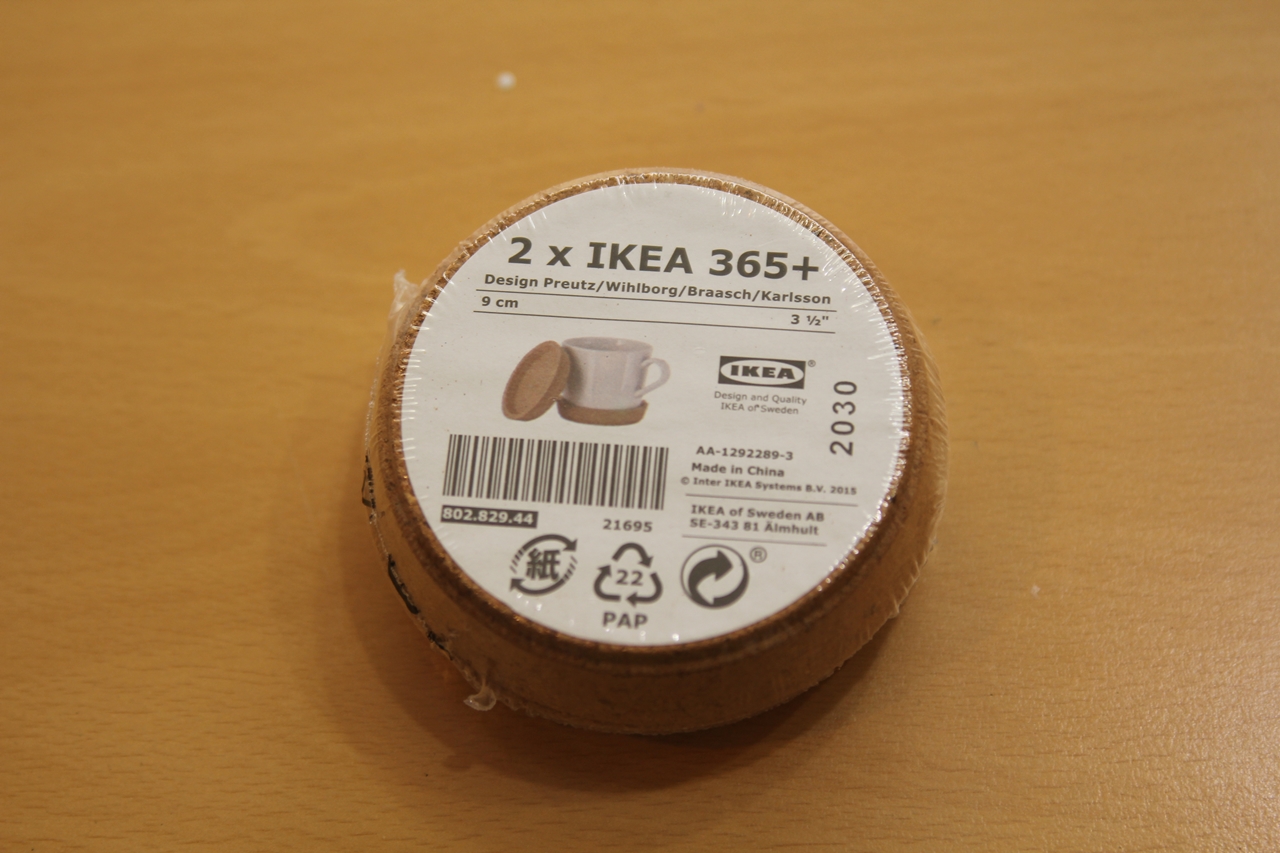 2 x IKEA 365+
Design Preutz/Wihlborg/Braasch/Karlsson
9 cm 3 ½"
IKEA®
Design and Quality
IKEA of Sweden
2030
AA-1292289-3
Made in China
© Inter IKEA Systems B.V. 2015
802.829.44
21695
IKEA of Sweden AB
SE-343 81 Älmhult
紙
22
PAP
®